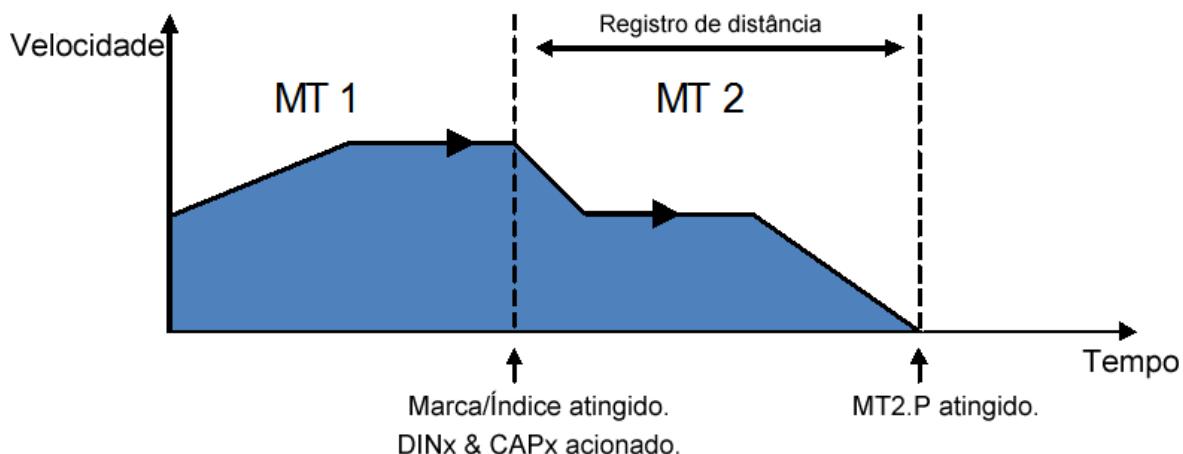 Registro de distância
Velocidade
MT 1
MT 2
Tempo
Marca/Índice atingido.
DINx & CAPx acionado.
MT2.P atingido.